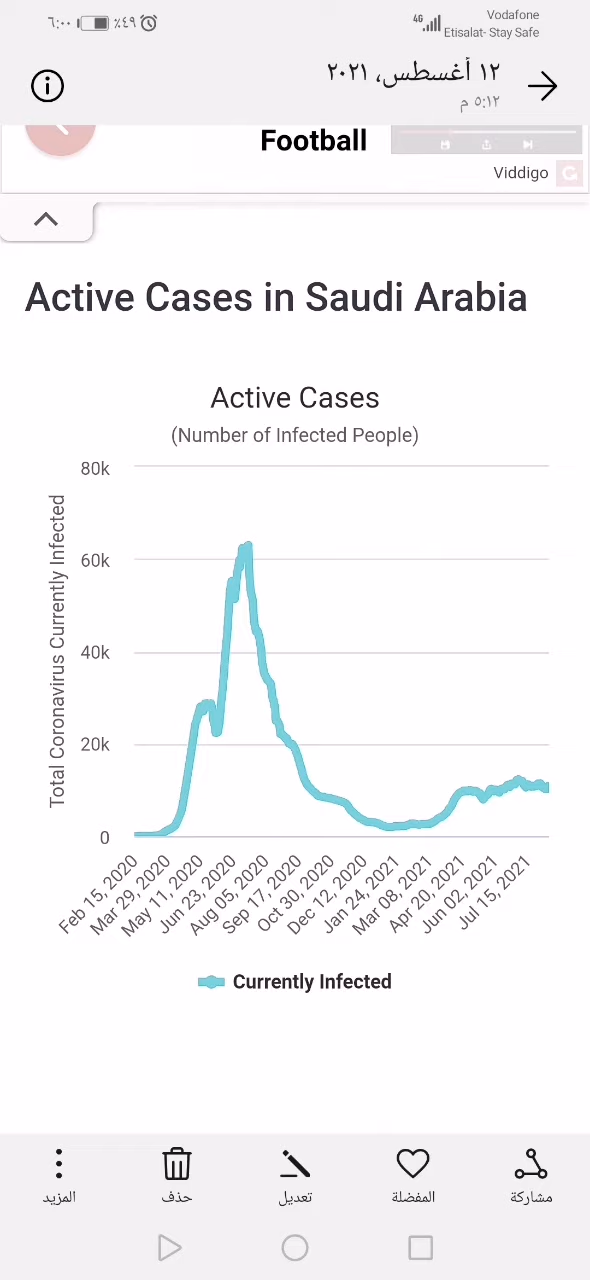 ٦:٠٠ ٪٤٩ 4G Vodafone
Etisalat- Stay Safe
١٢ أغسطس، ٢٠٢١
٥:١٢ م
Football
Viddigo
Active Cases in Saudi Arabia
Active Cases
(Number of Infected People)
Total Coronavirus Currently Infected
80k
60k
40k
20k
0
Feb 15, 2020
Mar 29, 2020
May 11, 2020
Jun 23, 2020
Aug 05, 2020
Sep 17, 2020
Oct 30, 2020
Dec 12, 2020
Jan 24, 2021
Mar 08, 2021
Apr 20, 2021
Jun 02, 2021
Jul 15, 2021
Currently Infected
مشاركة
المفضلة
تعديل
حذف
المزيد